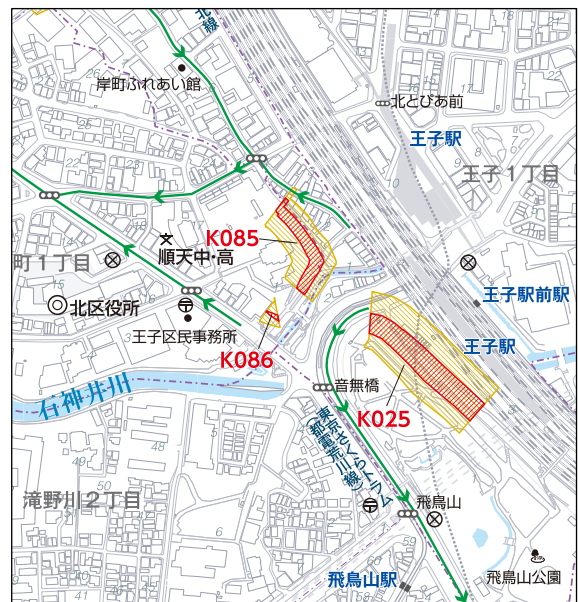 北線
岸町ふれあい館
北とぴあ前
王子駅
王子1丁目
K085
順天中・高
町1丁目
北区役所
王子区民事務所
K086
王子駅前駅
王子駅
石神井川
音無橋
K025
東京さくらトラム
(都電荒川線)
滝野川2丁目
飛鳥山
飛鳥山駅
飛鳥山公園